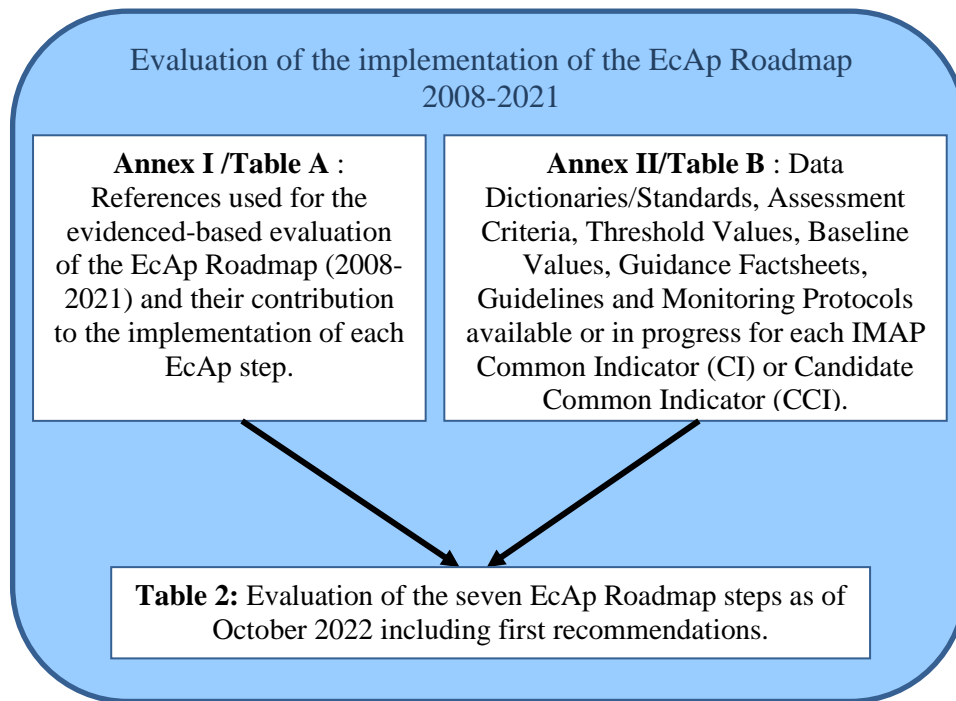 Evaluation of the implementation of the EcAp Roadmap
2008-2021
Annex I /Table A :
References used for the
evidenced-based evaluation
of the EcAp Roadmap (2008-
2021) and their contribution
to the implementation of each
EcAp step.
Annex II/Table B : Data
Dictionaries/Standards, Assessment
Criteria, Threshold Values, Baseline
Values, Guidance Factsheets,
Guidelines and Monitoring Protocols
available or in progress for each IMAP
Common Indicator (CI) or Candidate
Common Indicator (CCI).
Table 2: Evaluation of the seven EcAp Roadmap steps as of
October 2022 including first recommendations.